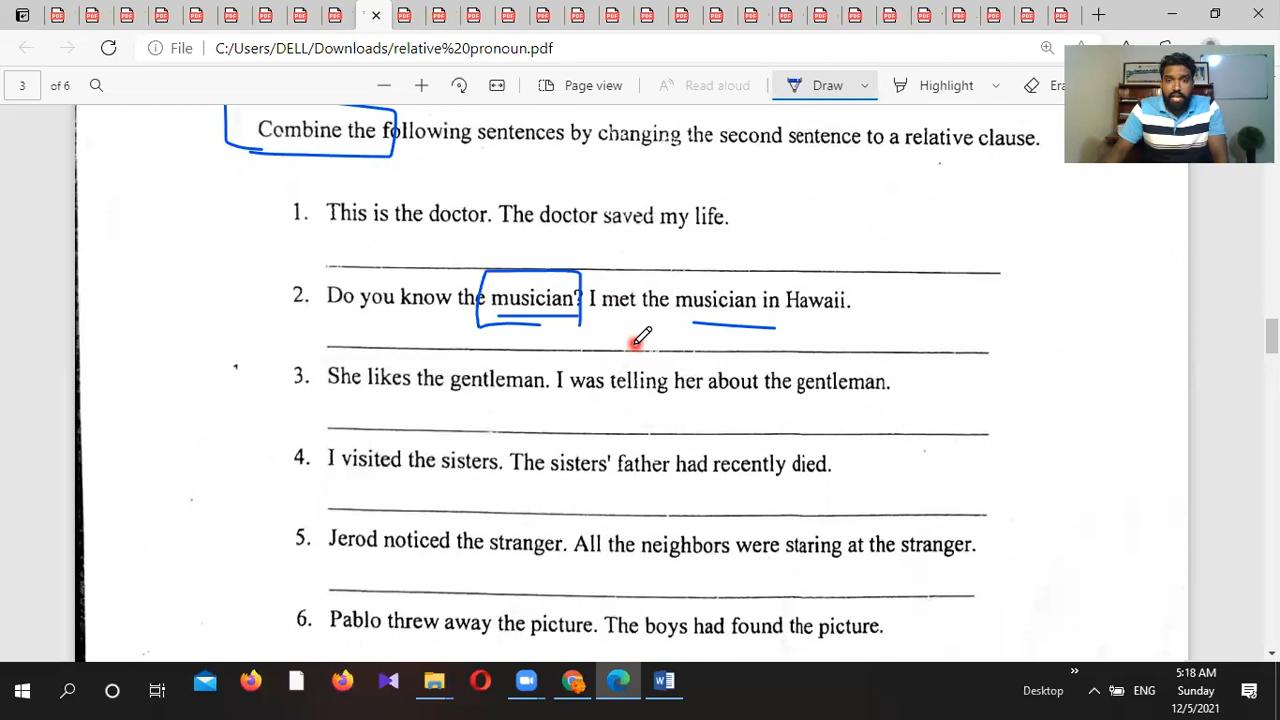 File
C:/Users/DELL/Downloads/relative%20pronoun.pdf
3 of 6
Page view
Read aloud
Draw
Highlight
Combine the following sentences by changing the second sentence to a relative clause.
1. This is the doctor. The doctor saved my life.
2. Do you know the musician? I met the musician in Hawaii.
3. She likes the gentleman. I was telling her about the gentleman.
4. I visited the sisters. The sisters' father had recently died.
5. Jerod noticed the stranger. All the neighbors were staring at the stranger.
6. Pablo threw away the picture. The boys had found the picture.
Desktop
ENG
5:18 AM
Sunday
12/5/2021